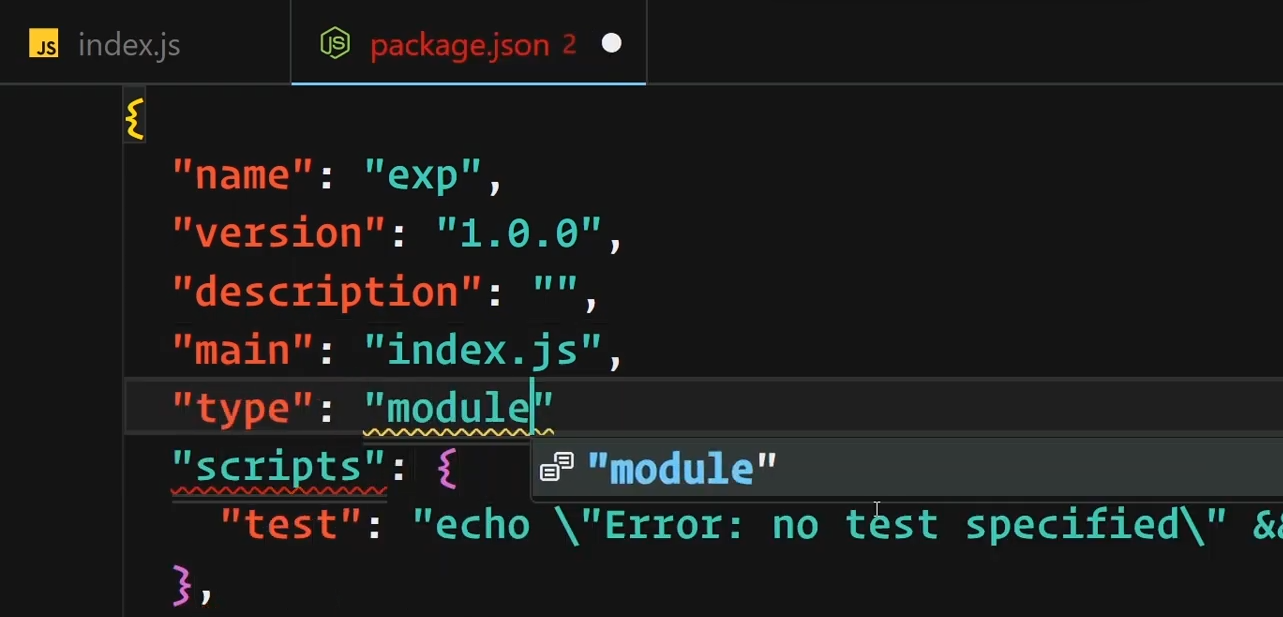 JS index.js JS package.json 2
{
"name": "exp",
"version": "1.0.0",
"description": "",
"main": "index.js",
"type": "module"
"scripts": {
"module"
"test": "echo \"Error: no test specified\" &&
},